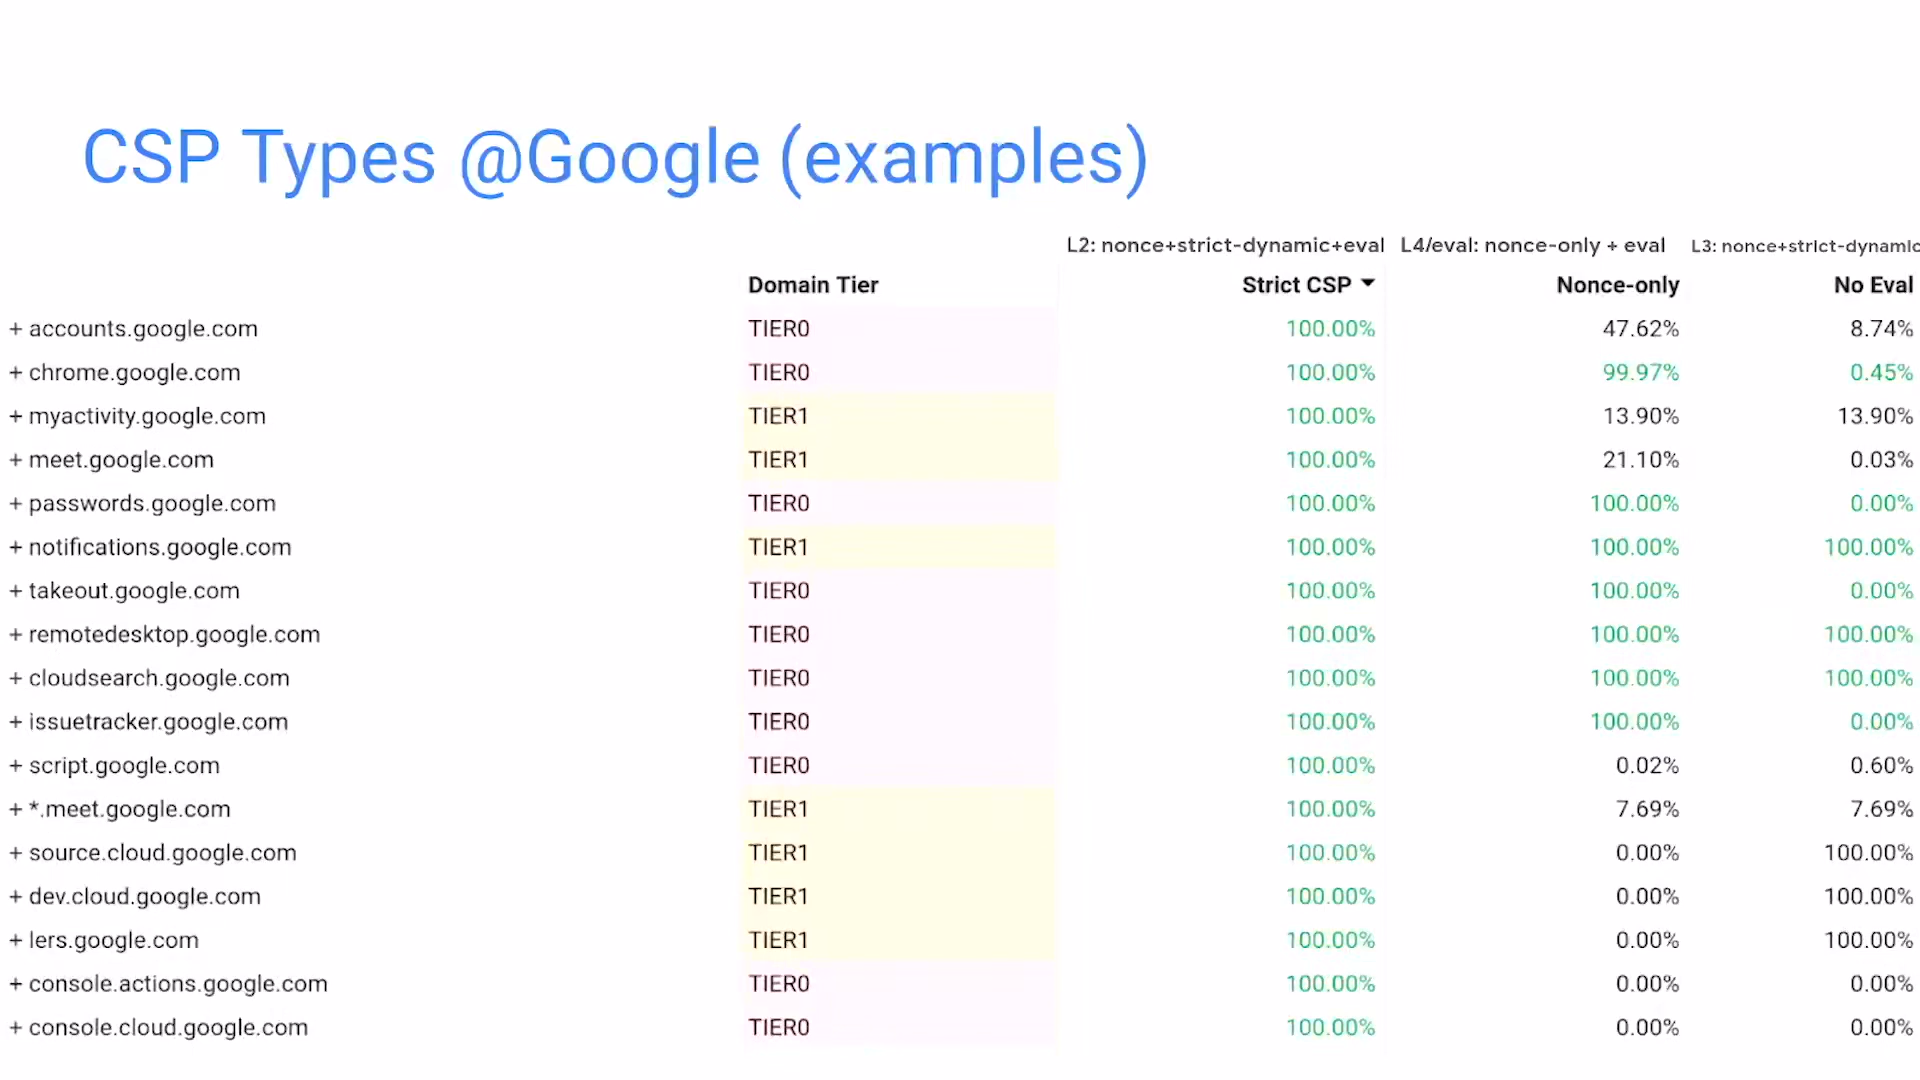 CSP Types @Google (examples)
L2: nonce+strict-dynamic+eval L4/eval: nonce-only + eval L3: nonce+strict-dynamic
Domain Tier Strict CSP Nonce-only No Eval
+ accounts.google.com TIER0 100.00% 47.62% 8.74%
+ chrome.google.com TIER0 100.00% 99.97% 0.45%
+ myactivity.google.com TIER1 100.00% 13.90% 13.90%
+ meet.google.com TIER1 100.00% 21.10% 0.03%
+ passwords.google.com TIER0 100.00% 100.00% 0.00%
+ notifications.google.com TIER1 100.00% 100.00% 100.00%
+ takeout.google.com TIER0 100.00% 100.00% 0.00%
+ remotedesktop.google.com TIER0 100.00% 100.00% 100.00%
+ cloudsearch.google.com TIER0 100.00% 100.00% 100.00%
+ issuetracker.google.com TIER0 100.00% 100.00% 0.00%
+ script.google.com TIER0 100.00% 0.02% 0.60%
+ *.meet.google.com TIER1 100.00% 7.69% 7.69%
+ source.cloud.google.com TIER1 100.00% 0.00% 100.00%
+ dev.cloud.google.com TIER1 100.00% 0.00% 100.00%
+ lers.google.com TIER1 100.00% 0.00% 100.00%
+ console.actions.google.com TIER0 100.00% 0.00% 0.00%
+ console.cloud.google.com TIER0 100.00% 0.00% 0.00%